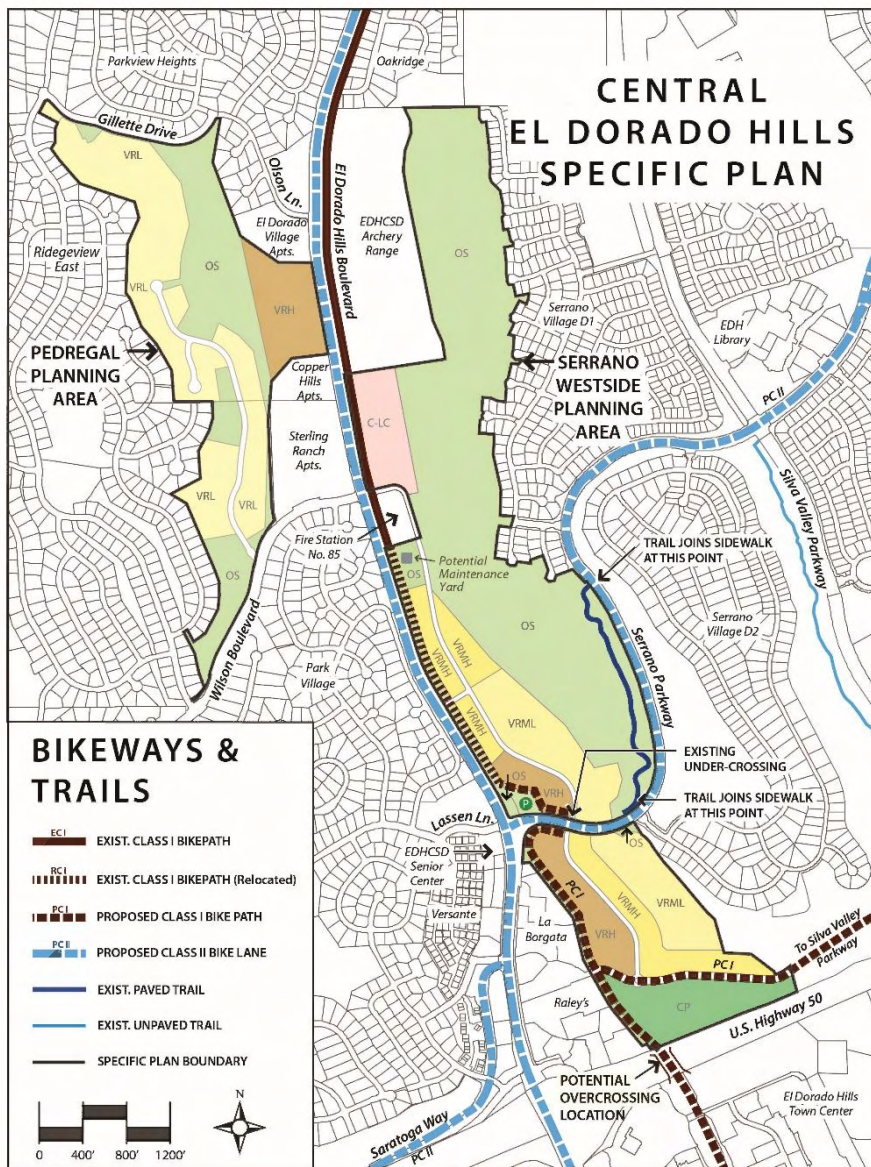 CENTRAL
EL DORADO HILLS
SPECIFIC PLAN
Parkview Heights
Oakridge
Gillette Drive
VRL
Olson Ln.
El Dorado Hills Boulevard
El Dorado
Village
Apts.
EDHCSD
Archery
Range
Ridgeview
East
OS
OS
VRL
VRH
Serrano
Village D1
EDH
Library
PEDREGAL
PLANNING
AREA
SERRANO
WESTSIDE
PLANNING
AREA
PC II
Copper
Hills
Apts.
C-LC
Sterling
Ranch
Apts.
VRL
VRL
Silva Valley Parkway
Fire Station
No. 85
TRAIL JOINS SIDEWALK
AT THIS POINT
Potential
Maintenance
Yard
OS
OS
OS
Serrano
Village D2
Serrano Parkway
Wilson Boulevard
Park
Village
VRMH
VRMH
VRML
EXISTING
UNDER-CROSSING
OS
VRH
P
TRAIL JOINS SIDEWALK
AT THIS POINT
Lassen Ln.
OS
EDHCSD
Senior
Center
Versante
PC I
VRMH
VRML
La
Borgata
VRH
PC I
To Silva Valley
Parkway
Raley's
CP
U.S. Highway 50
POTENTIAL
OVERCROSSING
LOCATION
El Dorado Hills
Town Center
Saratoga Way
PC II
BIKEWAYS &
TRAILS
EC I
EXIST. CLASS I BIKEPATH
RC I
EXIST. CLASS I BIKEPATH (Relocated)
PC I
PROPOSED CLASS I BIKE PATH
PC II
PROPOSED CLASS II BIKE LANE
EXIST. PAVED TRAIL
EXIST. UNPAVED TRAIL
SPECIFIC PLAN BOUNDARY
N
0 400' 800' 1200'